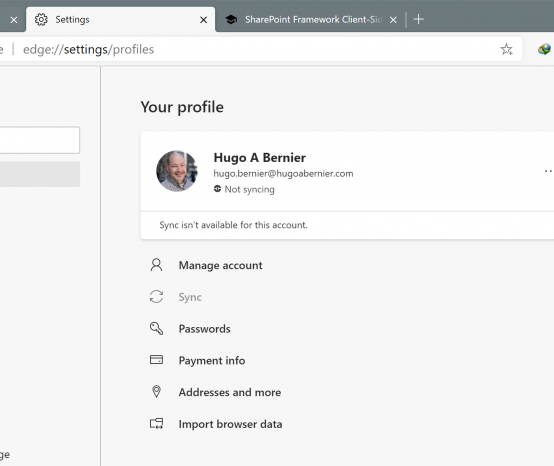 Settings
SharePoint Framework Client-Sid
edge://settings/profiles
Your profile
Hugo A Bernier
hugo.bernier@hugoabernier.com
Not syncing
Sync isn't available for this account.
Manage account
Sync
Passwords
Payment info
Addresses and more
Import browser data
ge